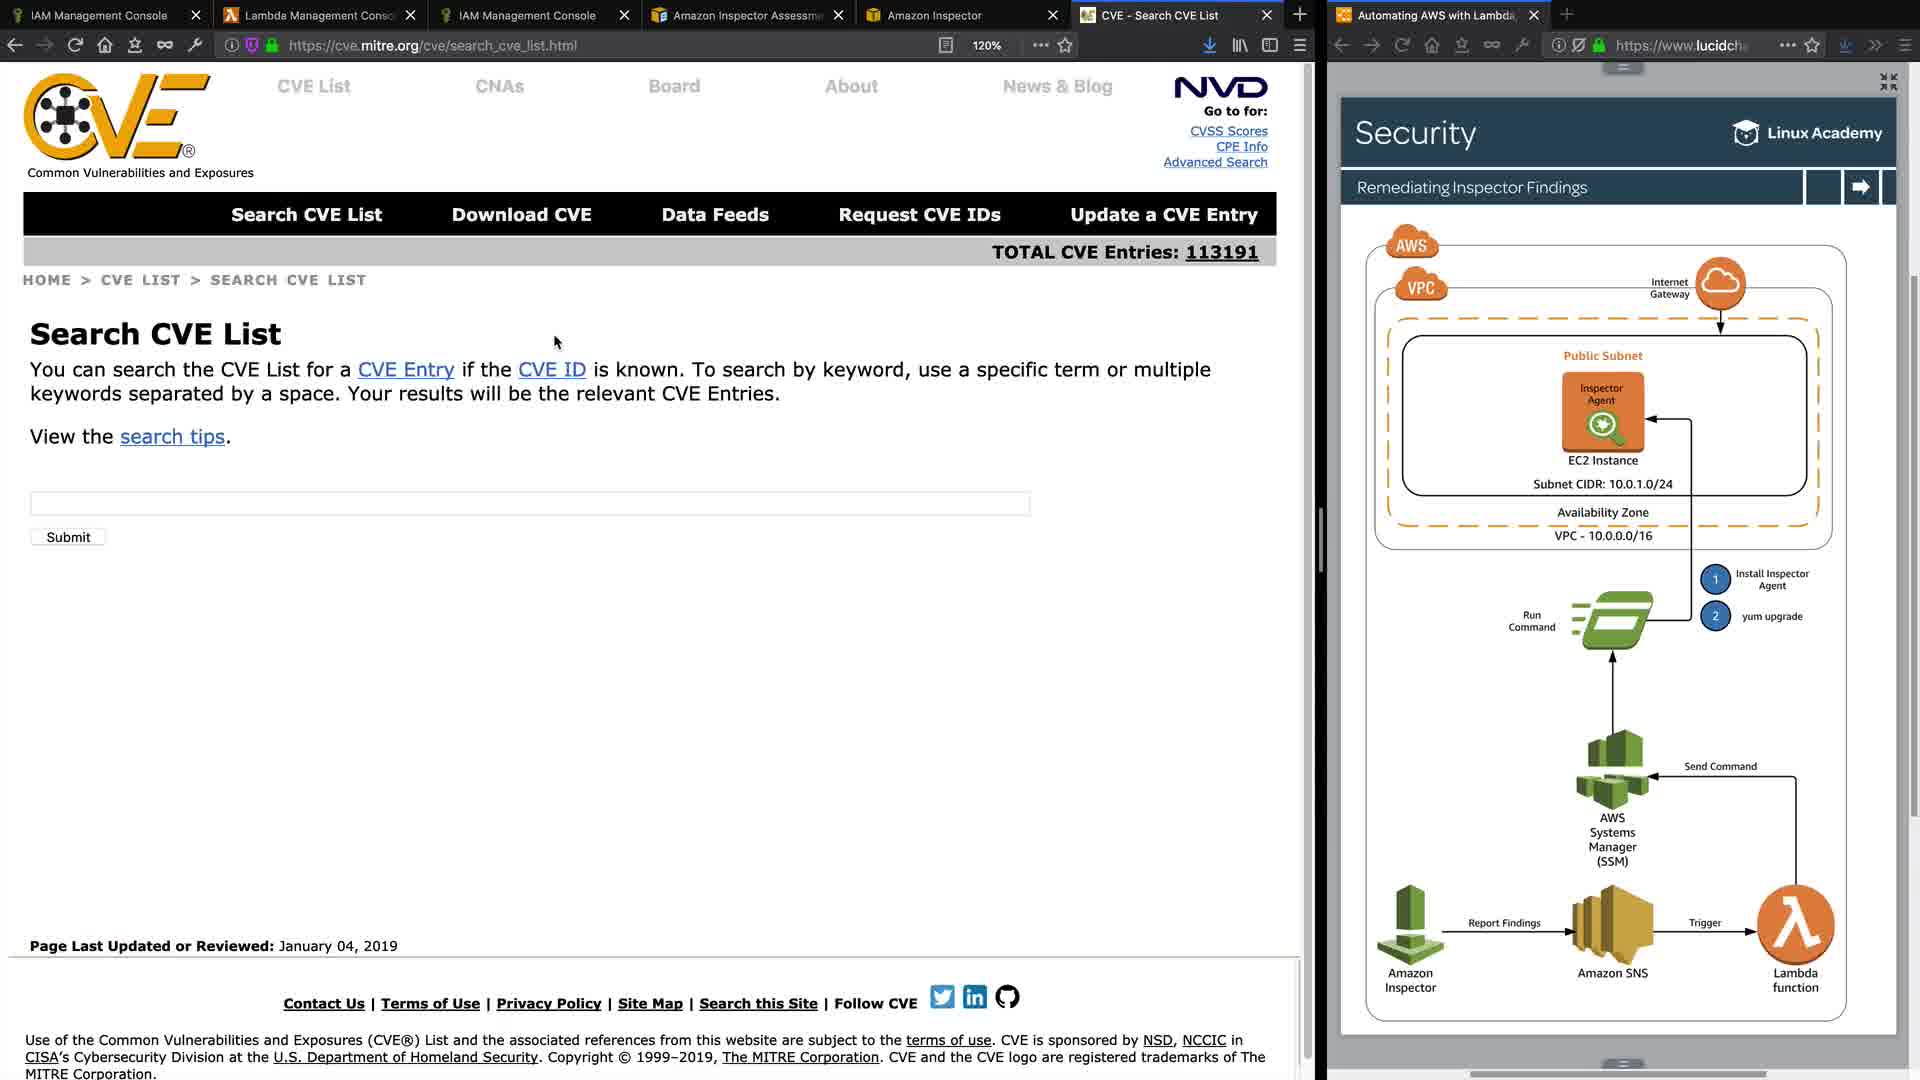 IAM Management Console
Lambda Management Conso
IAM Management Console
Amazon Inspector Assessme
Amazon Inspector
CVE - Search CVE List
Automating AWS with Lambda,
https://cve.mitre.org/cve/search_cve_list.html
120%
https://www.lucidch
CVE
®
Common Vulnerabilities and Exposures
CVE List
CNAs
Board
About
News & Blog
NVD
Go to for:
CVSS Scores
CPE Info
Advanced Search
Search CVE List
Download CVE
Data Feeds
Request CVE IDs
Update a CVE Entry
TOTAL CVE Entries: 113191
HOME > CVE LIST > SEARCH CVE LIST
Search CVE List
You can search the CVE List for a CVE Entry if the CVE ID is known. To search by keyword, use a specific term or multiple
keywords separated by a space. Your results will be the relevant CVE Entries.
View the search tips.
Submit
Page Last Updated or Reviewed: January 04, 2019
Contact Us | Terms of Use | Privacy Policy | Site Map | Search this Site | Follow CVE
Use of the Common Vulnerabilities and Exposures (CVE®) List and the associated references from this website are subject to the terms of use. CVE is sponsored by NSD, NCCIC in
CISA's Cybersecurity Division at the U.S. Department of Homeland Security. Copyright © 1999–2019, The MITRE Corporation. CVE and the CVE logo are registered trademarks of The
MITRE Corporation.
Security
Linux Academy
Remediating Inspector Findings
AWS
VPC
Internet
Gateway
Public Subnet
Inspector
Agent
EC2 Instance
Subnet CIDR: 10.0.1.0/24
Availability Zone
VPC - 10.0.0.0/16
1
Install Inspector
Agent
2
yum upgrade
Run
Command
Send Command
AWS
Systems
Manager
(SSM)
Report Findings
Trigger
Amazon
Inspector
Amazon SNS
Lambda
function